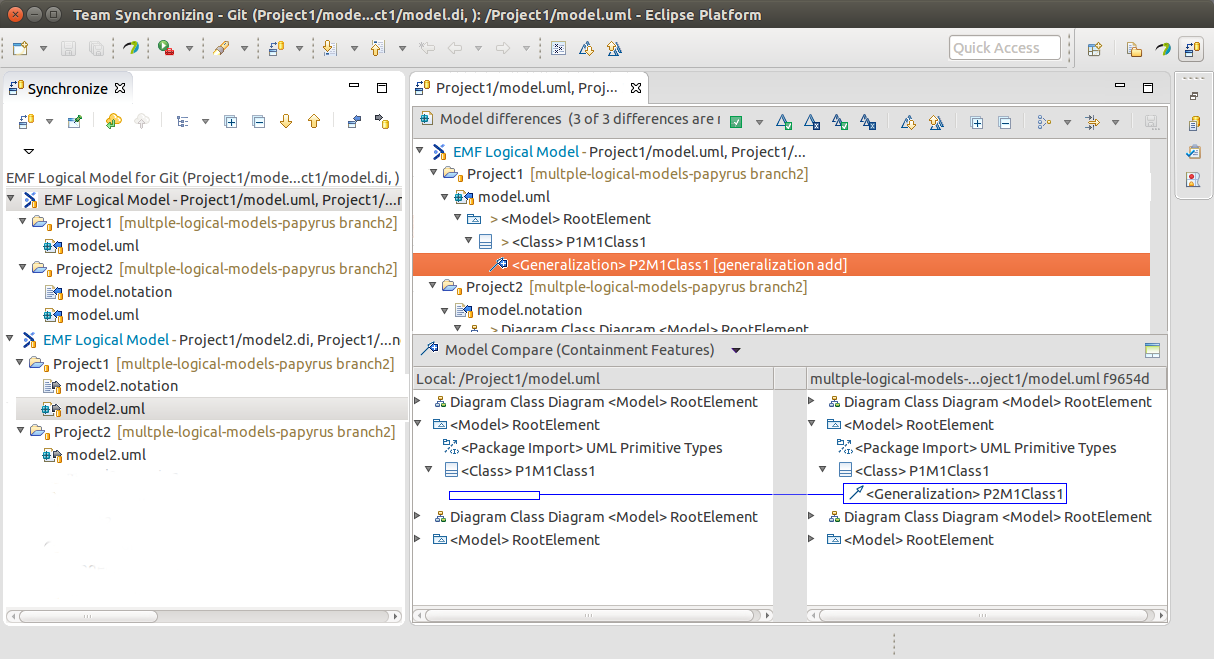 Team Synchronizing - Git (Project1/mode...ct1/model.di, ): /Project1/model.uml - Eclipse Platform
Quick Access
Synchronize
EMF Logical Model for Git (Project1/mode...ct1/model.di, )
EMF Logical Model - Project1/model.uml, Project1/...n
Project1 [multple-logical-models-papyrus branch2]
model.uml
Project2 [multple-logical-models-papyrus branch2]
model.notation
model.uml
EMF Logical Model - Project1/model2.di, Project1/...no
Project1 [multple-logical-models-papyrus branch2]
model2.notation
model2.uml
Project2 [multple-logical-models-papyrus branch2]
model2.uml
Project1/model.uml, Proj...
Model differences (3 of 3 differences are r
EMF Logical Model - Project1/model.uml, Project1/...
Project1 [multple-logical-models-papyrus branch2]
model.uml
> <Model> RootElement
> <Class> P1M1Class1
<Generalization> P2M1Class1 [generalization add]
Project2 [multple-logical-models-papyrus branch2]
model.notation
> Diagram Class Diagram <Model> RootElement
Model Compare (Containment Features)
Local: /Project1/model.uml
Diagram Class Diagram <Model> RootElement
<Model> RootElement
<Package Import> UML Primitive Types
<Class> P1M1Class1
Diagram Class Diagram <Model> RootElement
<Model> RootElement
multple-logical-models-...oject1/model.uml f9654d
Diagram Class Diagram <Model> RootElement
<Model> RootElement
<Package Import> UML Primitive Types
<Class> P1M1Class1
<Generalization> P2M1Class1
Diagram Class Diagram <Model> RootElement
<Model> RootElement